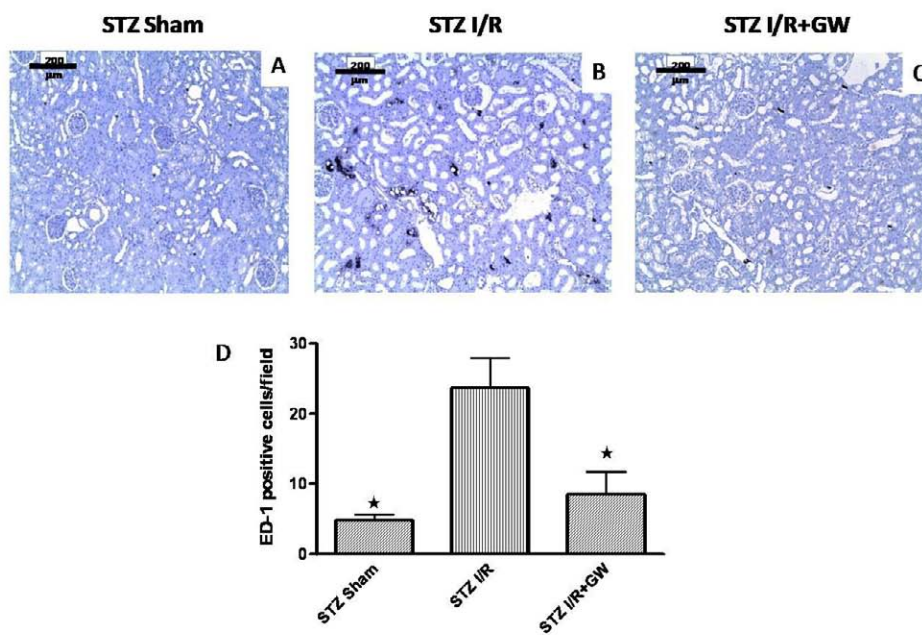 STZ Sham
STZ I/R
STZ I/R+GW
200
µm
A
200
µm
B
200
µm
C
D
ED-1 positive cells/field
30
20
10
0
★
★
STZ Sham
STZ I/R
STZ I/R+GW